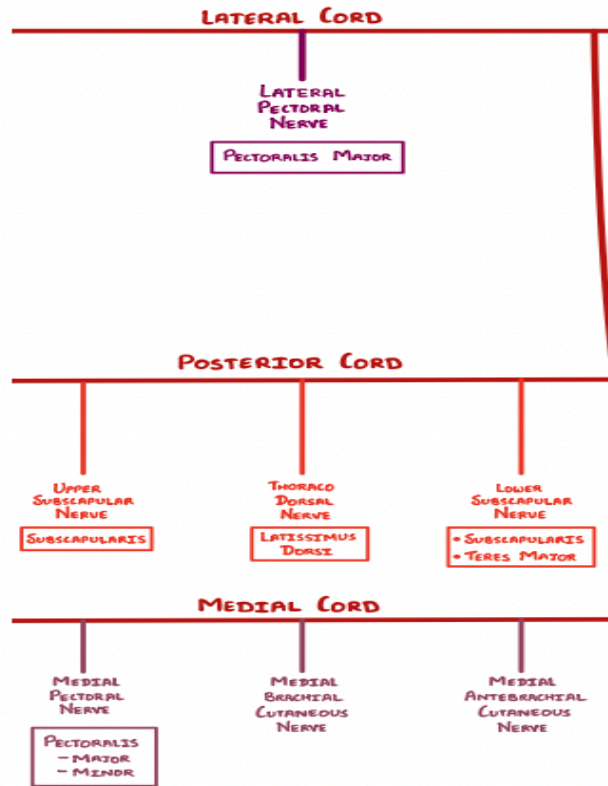 LATERAL CORD
LATERAL
PECTORAL
NERVE
PECTORALIS MAJOR
POSTERIOR CORD
UPPER
SUBSCAPULAR
NERVE
SUBSCAPULARIS
THORACO
DORSAL
NERVE
LATISSIMUS
DORSI
LOWER
SUBSCAPULAR
NERVE
• SUBSCAPULARIS
• TERES MAJOR
MEDIAL CORD
MEDIAL
PECTORAL
NERVE
PECTORALIS
- MAJOR
- MINOR
MEDIAL
BRACHIAL
CUTANEOUS
NERVE
MEDIAL
ANTEBRACHIAL
CUTANEOUS
NERVE